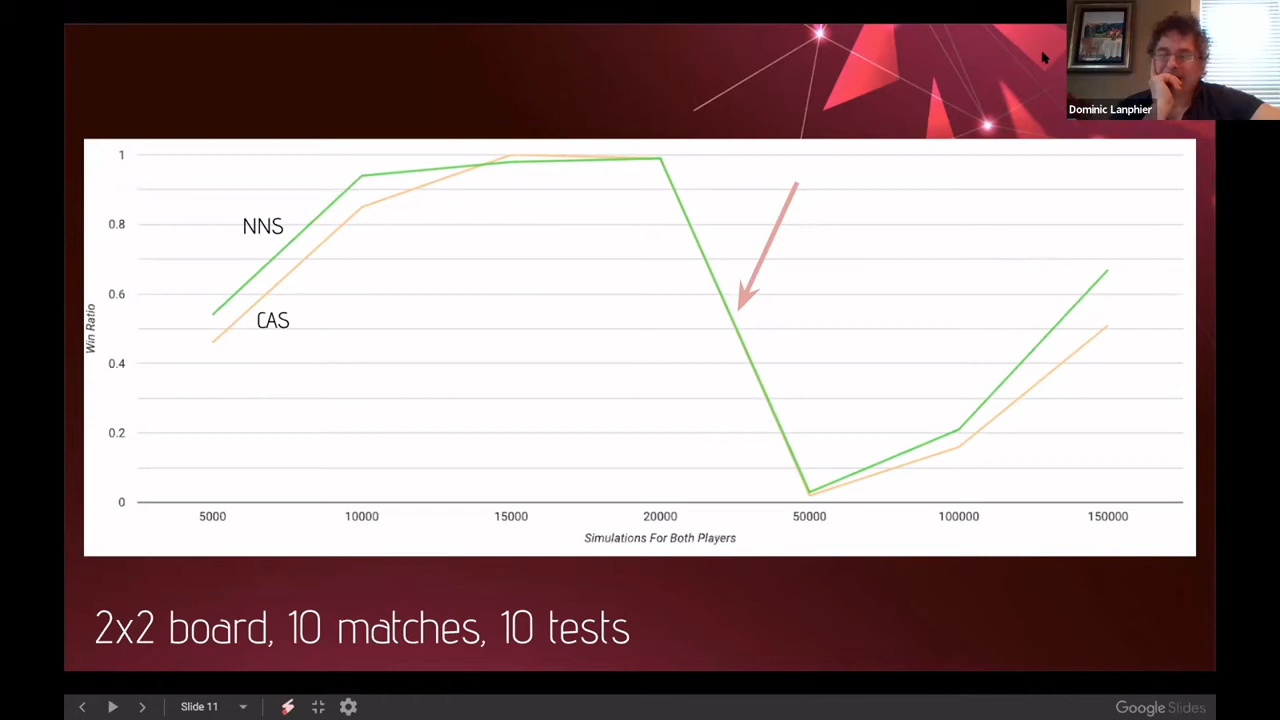 Dominic Lanphier
1
0.8
0.6
0.4
0.2
0
Win Ratio
NNS
CAS
5000 10000 15000 20000 50000 100000 150000
Simulations For Both Players
2x2 board, 10 matches, 10 tests
Slide 11
Google Slides